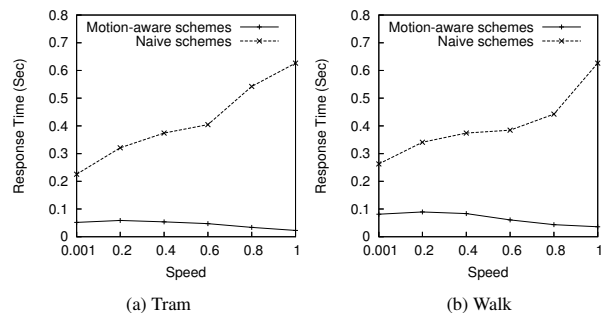 0.8
0.7
0.6
0.5
0.4
0.3
0.2
0.1
0
0.001 0.2 0.4 0.6 0.8 1
Response Time (Sec)
Speed
Motion-aware schemes
Naive schemes
(a) Tram
0.8
0.7
0.6
0.5
0.4
0.3
0.2
0.1
0
0.001 0.2 0.4 0.6 0.8 1
Response Time (Sec)
Speed
Motion-aware schemes
Naive schemes
(b) Walk